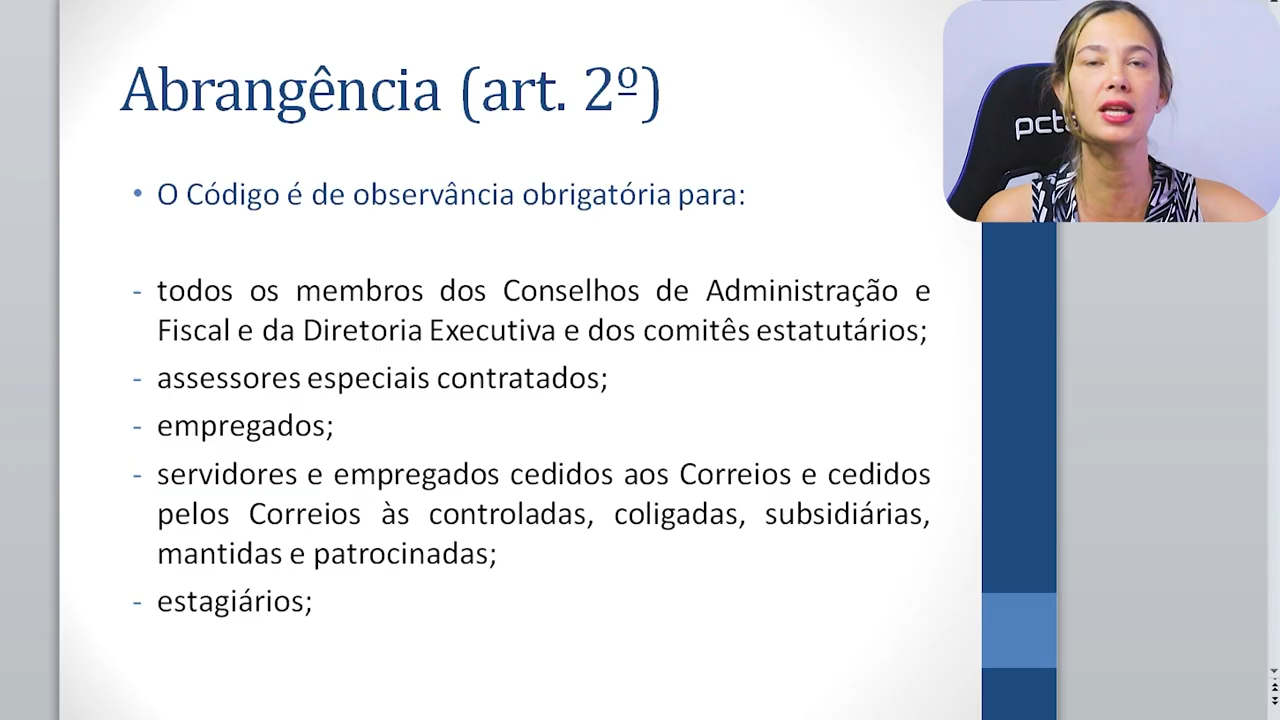 Abrangência (art. 2º)
• O Código é de observância obrigatória para:
- todos os membros dos Conselhos de Administração e
Fiscal e da Diretoria Executiva e dos comitês estatutários;
- assessores especiais contratados;
- empregados;
- servidores e empregados cedidos aos Correios e cedidos
pelos Correios às controladas, coligadas, subsidiárias,
mantidas e patrocinadas;
- estagiários;